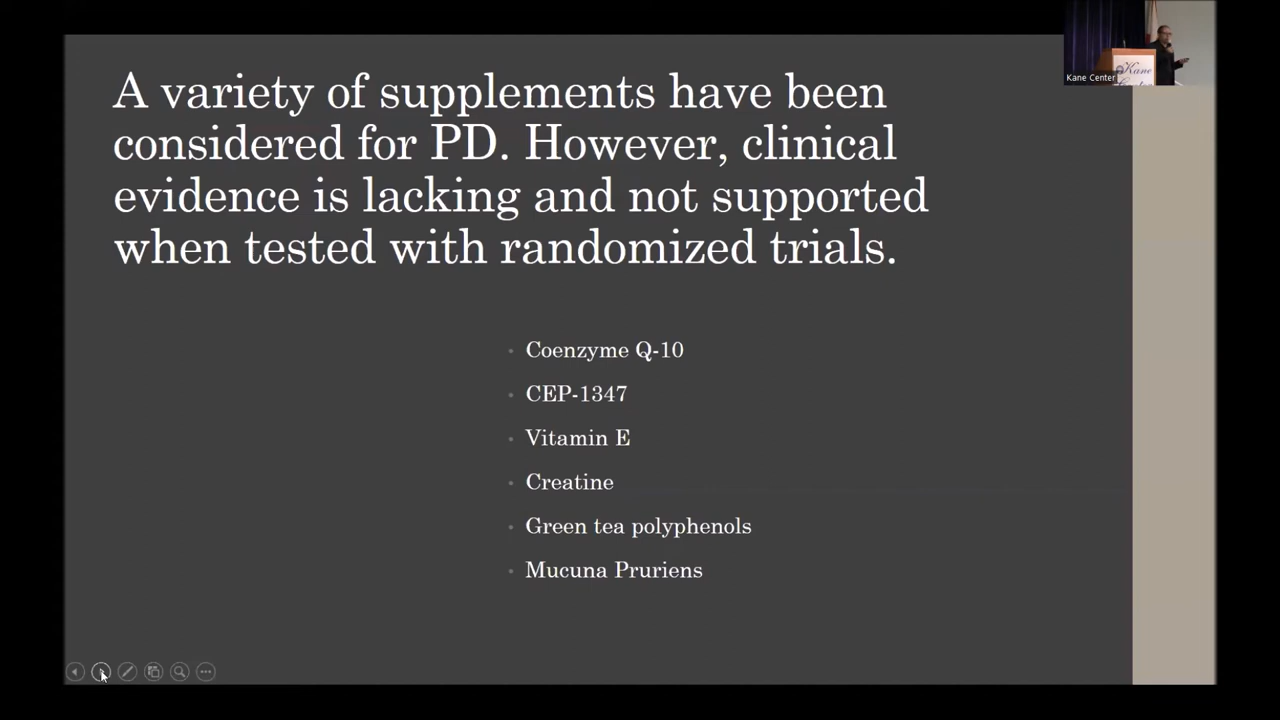 A variety of supplements have been
considered for PD. However, clinical
evidence is lacking and not supported
when tested with randomized trials.
Coenzyme Q-10
CEP-1347
Vitamin E
Creatine
Green tea polyphenols
Mucuna Pruriens
Kane Center
Kane